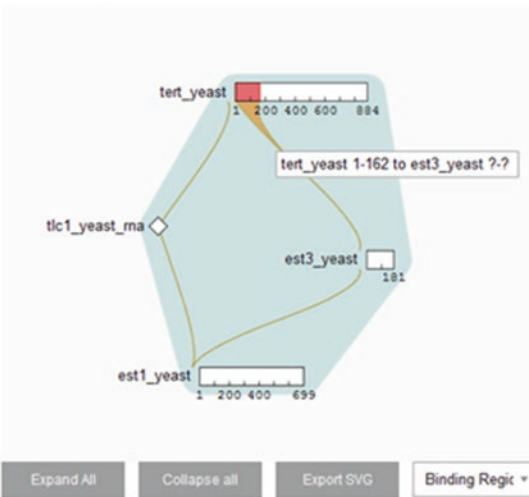 tert_yeast
1 200 400 600 884
tert_yeast 1-162 to est3_yeast ?-?
tlc1_yeast_rna
est3_yeast
181
est1_yeast
1 200 400 699
Expand All
Collapse all
Export SVG
Binding Regic